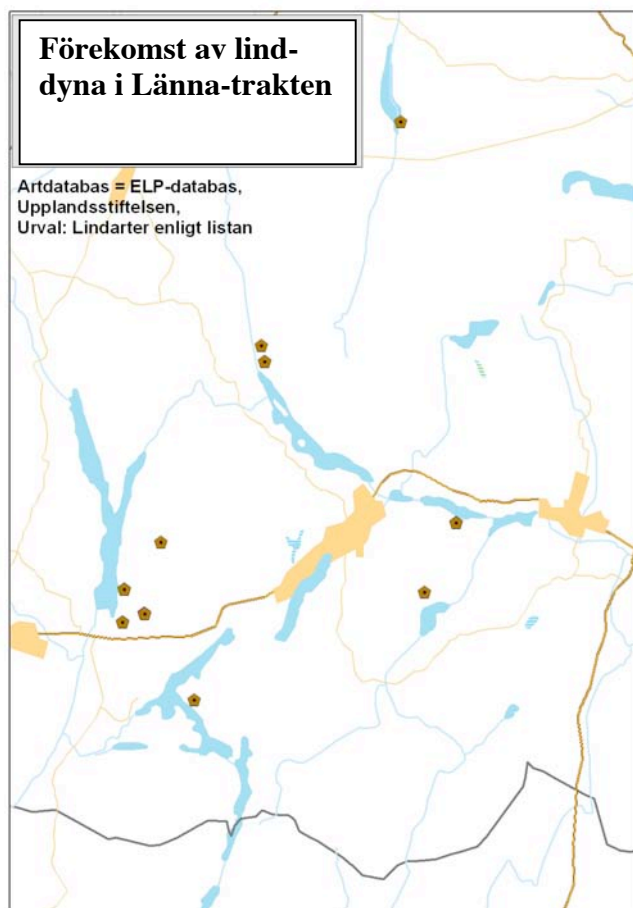 Förekomst av lind-
dyna i Länna-trakten
Artdatabas = ELP-databas,
Upplandsstiftelsen,
Urval: Lindarter enligt listan